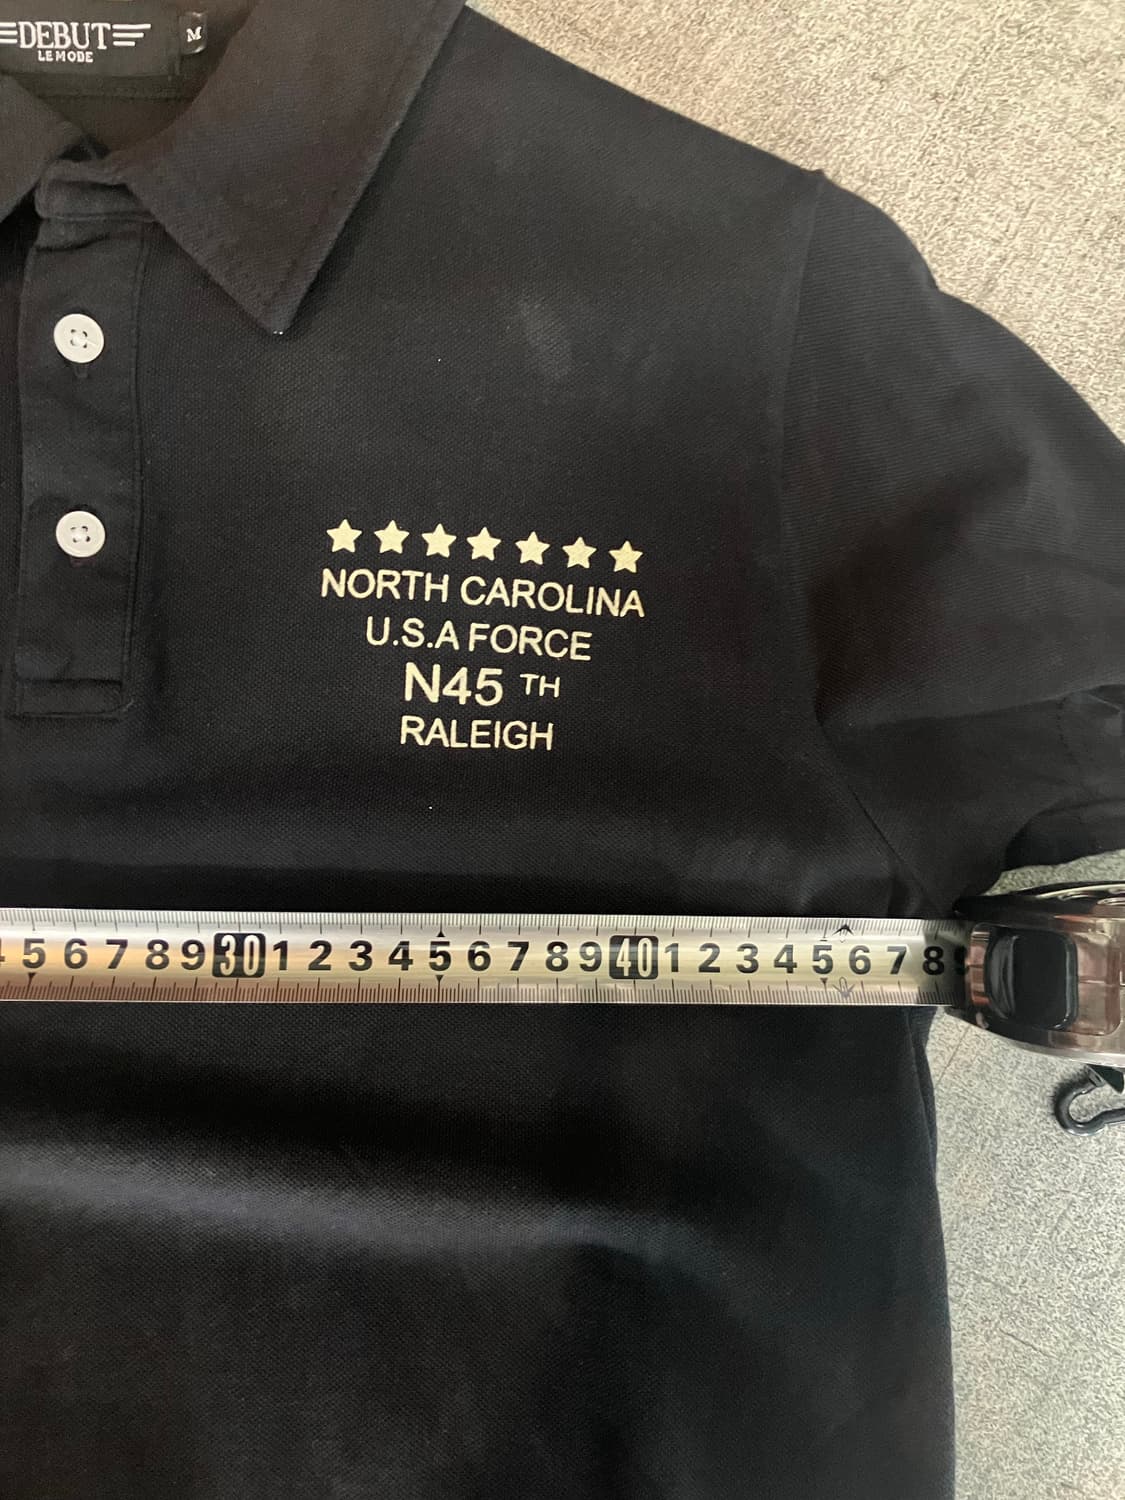 DEBUT
LE MODE
M
NORTH CAROLINA
U.S.A FORCE
N45 TH
RALEIGH
5 6 7 8 9 30 1 2 3 4 5 6 7 8 9 40 1 2 3 4 5 6 7 8 9